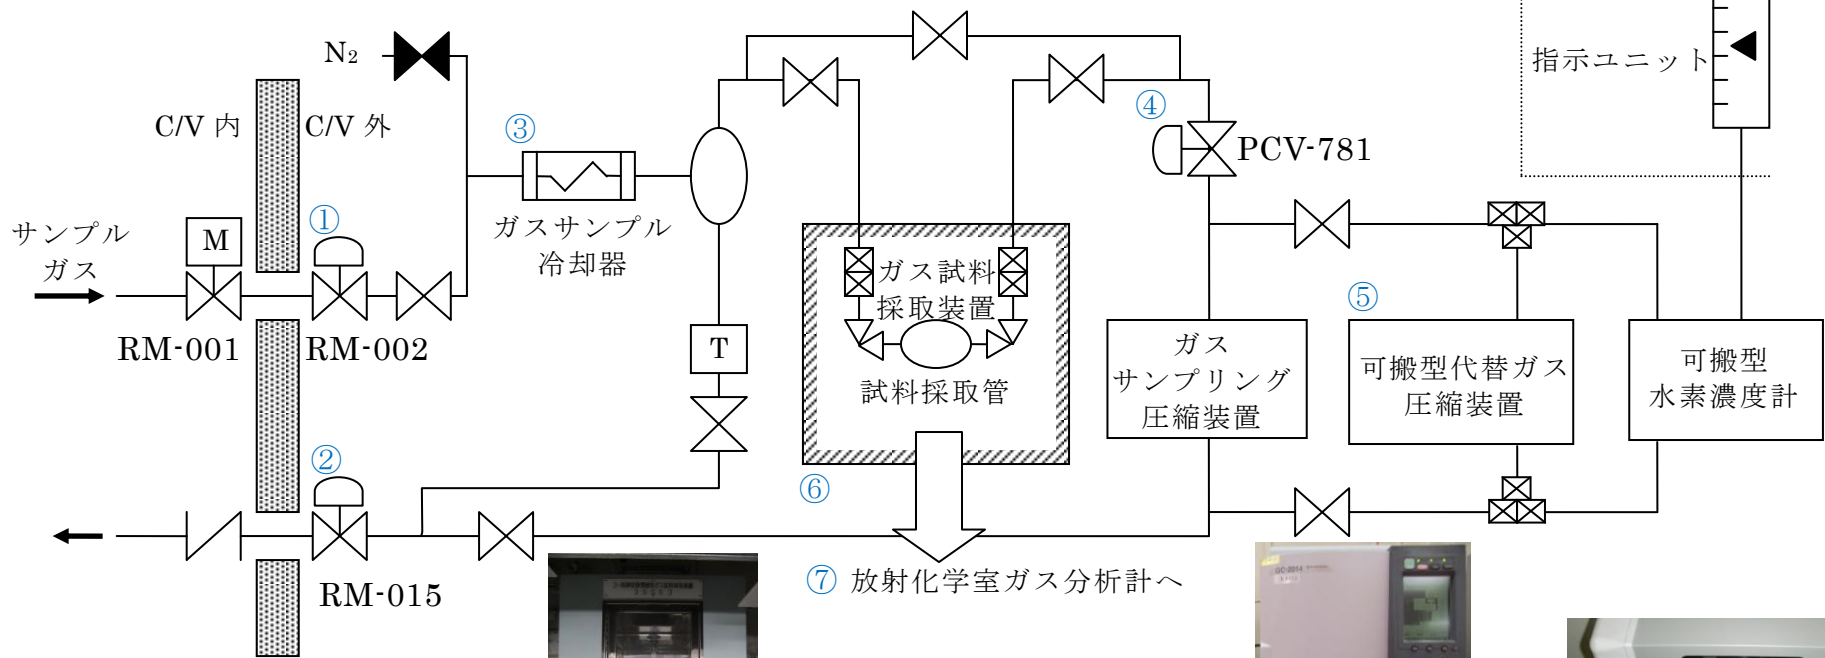 N₂
指示ユニット
C/V 内
C/V 外
③
④
PCV-781
サンプル
ガス
M
①
ガスサンプル
冷却器
ガス試料
採取装置
⑤
RM-001
RM-002
T
試料採取管
ガス
サンプリング
圧縮装置
可搬型代替ガス
圧縮装置
可搬型
水素濃度計
②
⑥
RM-015
⑦ 放射化学室ガス分析計へ
GC-2014